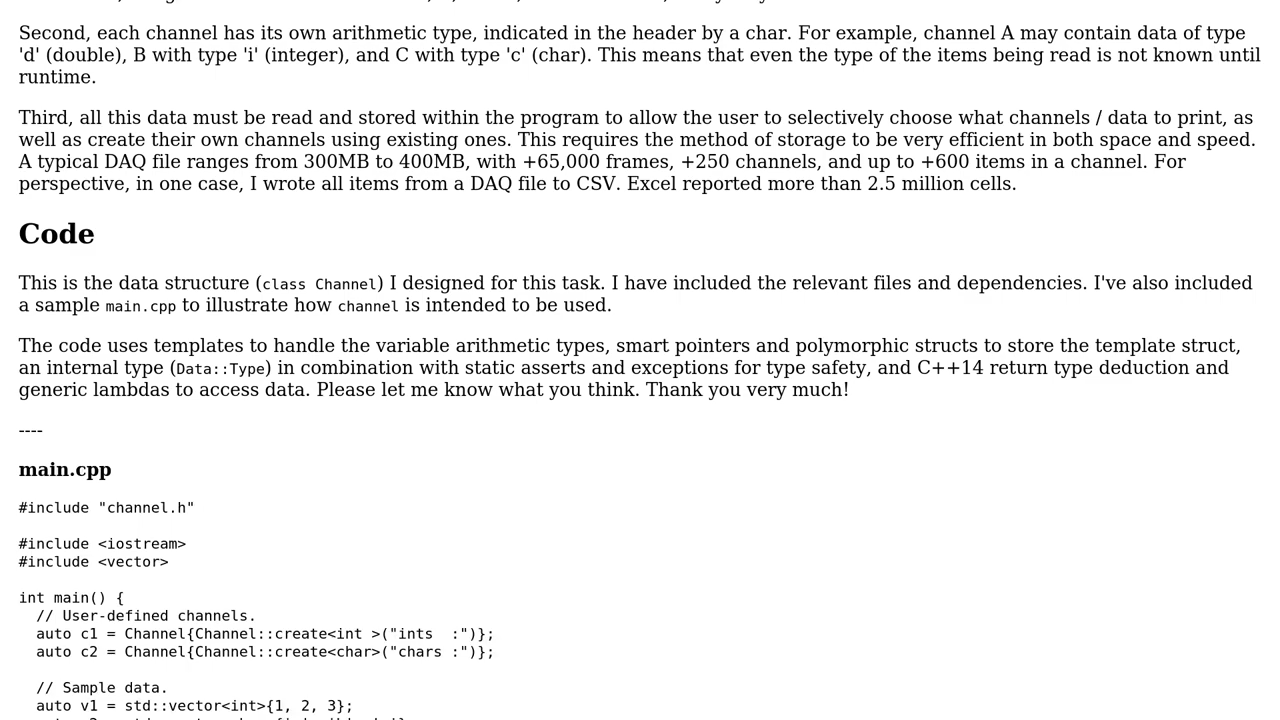 Second, each channel has its own arithmetic type, indicated in the header by a char. For example, channel A may contain data of type
'd' (double), B with type 'i' (integer), and C with type 'c' (char). This means that even the type of the items being read is not known until
runtime.
Third, all this data must be read and stored within the program to allow the user to selectively choose what channels / data to print, as
well as create their own channels using existing ones. This requires the method of storage to be very efficient in both space and speed.
A typical DAQ file ranges from 300MB to 400MB, with +65,000 frames, +250 channels, and up to +600 items in a channel. For
perspective, in one case, I wrote all items from a DAQ file to CSV. Excel reported more than 2.5 million cells.
Code
This is the data structure (class Channel) I designed for this task. I have included the relevant files and dependencies. I've also included
a sample main.cpp to illustrate how channel is intended to be used.
The code uses templates to handle the variable arithmetic types, smart pointers and polymorphic structs to store the template struct,
an internal type (Data::Type) in combination with static asserts and exceptions for type safety, and C++14 return type deduction and
generic lambdas to access data. Please let me know what you think. Thank you very much!
----
main.cpp
#include "channel.h"
#include <iostream>
#include <vector>
int main() {
  // User-defined channels.
  auto c1 = Channel{Channel::create<int >("ints  :")};
  auto c2 = Channel{Channel::create<char>("chars :")};
  // Sample data.
  auto v1 = std::vector<int>{1, 2, 3};